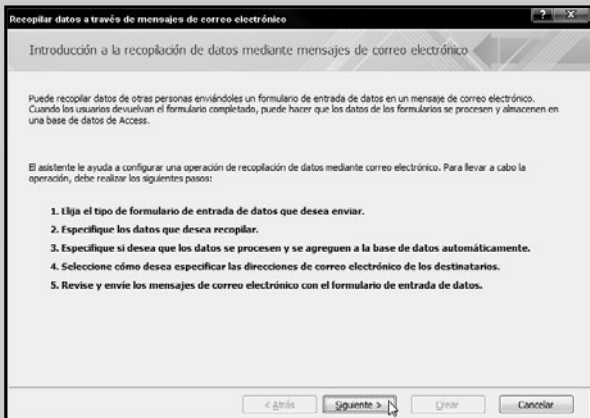 Recopilar datos a través de mensajes de correo electrónico
? X
Introducción a la recopilación de datos mediante mensajes de correo electrónico
Puede recopilar datos de otras personas enviándoles un formulario de entrada de datos en un mensaje de correo electrónico.
Cuando los usuarios devuelvan el formulario completado, puede hacer que los datos de los formularios se procesen y almacenen en
una base de datos de Access.
El asistente le ayuda a configurar una operación de recopilación de datos mediante correo electrónico. Para llevar a cabo la
operación, debe realizar los siguientes pasos:
1. Elija el tipo de formulario de entrada de datos que desea enviar.
2. Especifique los datos que desea recopilar.
3. Especifique si desea que los datos se procesen y se agreguen a la base de datos automáticamente.
4. Seleccione cómo desea especificar las direcciones de correo electrónico de los destinatarios.
5. Revise y envíe los mensajes de correo electrónico con el formulario de entrada de datos.
< Atrás Siguiente > Crear Cancelar